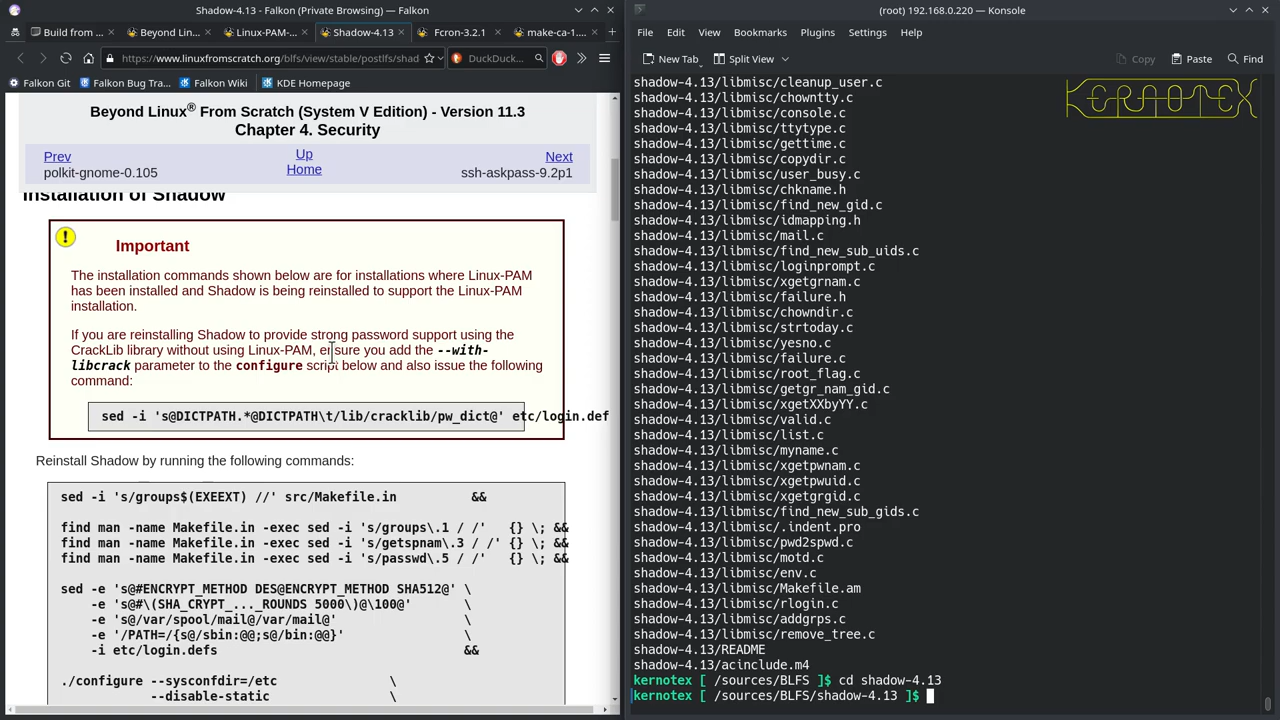 Shadow-4.13 - Falkon (Private Browsing) — Falkon
Build from ...
Beyond Lin...
Linux-PAM-...
Shadow-4.13
Fcron-3.2.1
make-ca-1....
https://www.linuxfromscratch.org/blfs/view/stable/postlfs/shad
DuckDuck...
Falkon Git
Falkon Bug Tra...
KDE Homepage
Beyond Linux® From Scratch (System V Edition) - Version 11.3
Chapter 4. Security
Prev Up Next
polkit-gnome-0.105 Home ssh-askpass-9.2p1
Installation of Shadow
Important
The installation commands shown below are for installations where Linux-PAM
has been installed and Shadow is being reinstalled to support the Linux-PAM
installation.
If you are reinstalling Shadow to provide strong password support using the
CrackLib library without using Linux-PAM, ensure you add the --with-
libcrack parameter to the configure script below and also issue the following
command:
sed -i 's@DICTPATH.*@DICTPATH\t/lib/cracklib/pw_dict@' etc/login.def
Reinstall Shadow by running the following commands:
sed -i 's/groups$(EXEEXT) //' src/Makefile.in &&
find man -name Makefile.in -exec sed -i 's/groups\.1 / /' {} \; &&
find man -name Makefile.in -exec sed -i 's/getspnam\.3 / /' {} \; &&
find man -name Makefile.in -exec sed -i 's/passwd\.5 / /' {} \; &&
sed -e 's@#ENCRYPT_METHOD DES@ENCRYPT_METHOD SHA512@' \
-e 's@#\(SHA_CRYPT_..._ROUNDS 5000\)@\100@' \
-e 's@/var/spool/mail@/var/mail@' \
-e '/PATH=/{s@/sbin:@@;s@/bin:@@}' \
-i etc/login.defs &&
./configure --sysconfdir=/etc \
--disable-static \
(root) 192.168.0.220 — Konsole
File Edit View Bookmarks Plugins Settings Help
New Tab Split View Copy Paste Find
KERNOTEX
shadow-4.13/libmisc/cleanup_user.c
shadow-4.13/libmisc/chowntty.c
shadow-4.13/libmisc/console.c
shadow-4.13/libmisc/ttytype.c
shadow-4.13/libmisc/gettime.c
shadow-4.13/libmisc/copydir.c
shadow-4.13/libmisc/user_busy.c
shadow-4.13/libmisc/chkname.h
shadow-4.13/libmisc/find_new_gid.c
shadow-4.13/libmisc/idmapping.h
shadow-4.13/libmisc/mail.c
shadow-4.13/libmisc/find_new_sub_uids.c
shadow-4.13/libmisc/loginprompt.c
shadow-4.13/libmisc/xgetgrnam.c
shadow-4.13/libmisc/failure.h
shadow-4.13/libmisc/chowndir.c
shadow-4.13/libmisc/strtoday.c
shadow-4.13/libmisc/yesno.c
shadow-4.13/libmisc/failure.c
shadow-4.13/libmisc/root_flag.c
shadow-4.13/libmisc/getgr_nam_gid.c
shadow-4.13/libmisc/xgetXXbyYY.c
shadow-4.13/libmisc/valid.c
shadow-4.13/libmisc/list.c
shadow-4.13/libmisc/myname.c
shadow-4.13/libmisc/xgetpwnam.c
shadow-4.13/libmisc/xgetpwuid.c
shadow-4.13/libmisc/xgetgrgid.c
shadow-4.13/libmisc/find_new_sub_gids.c
shadow-4.13/libmisc/.indent.pro
shadow-4.13/libmisc/pwd2spwd.c
shadow-4.13/libmisc/motd.c
shadow-4.13/libmisc/env.c
shadow-4.13/libmisc/Makefile.am
shadow-4.13/libmisc/rlogin.c
shadow-4.13/libmisc/addgrps.c
shadow-4.13/libmisc/remove_tree.c
shadow-4.13/README
shadow-4.13/acinclude.m4
kernotex [ /sources/BLFS ]$ cd shadow-4.13
kernotex [ /sources/BLFS/shadow-4.13 ]$